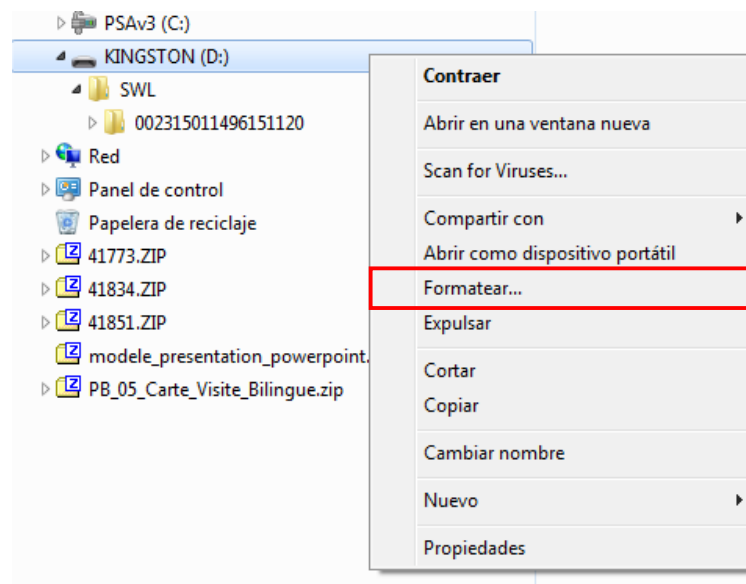 PSAv3 (C:)
KINGSTON (D:)
SWL
002315011496151120
Red
Panel de control
Papelera de reciclaje
41773.ZIP
41834.ZIP
41851.ZIP
modele_presentation_powerpoint.
PB_05_Carte_Visite_Bilingue.zip
Contraer
Abrir en una ventana nueva
Scan for Viruses...
Compartir con
Abrir como dispositivo portátil
Formatear...
Expulsar
Cortar
Copiar
Cambiar nombre
Nuevo
Propiedades